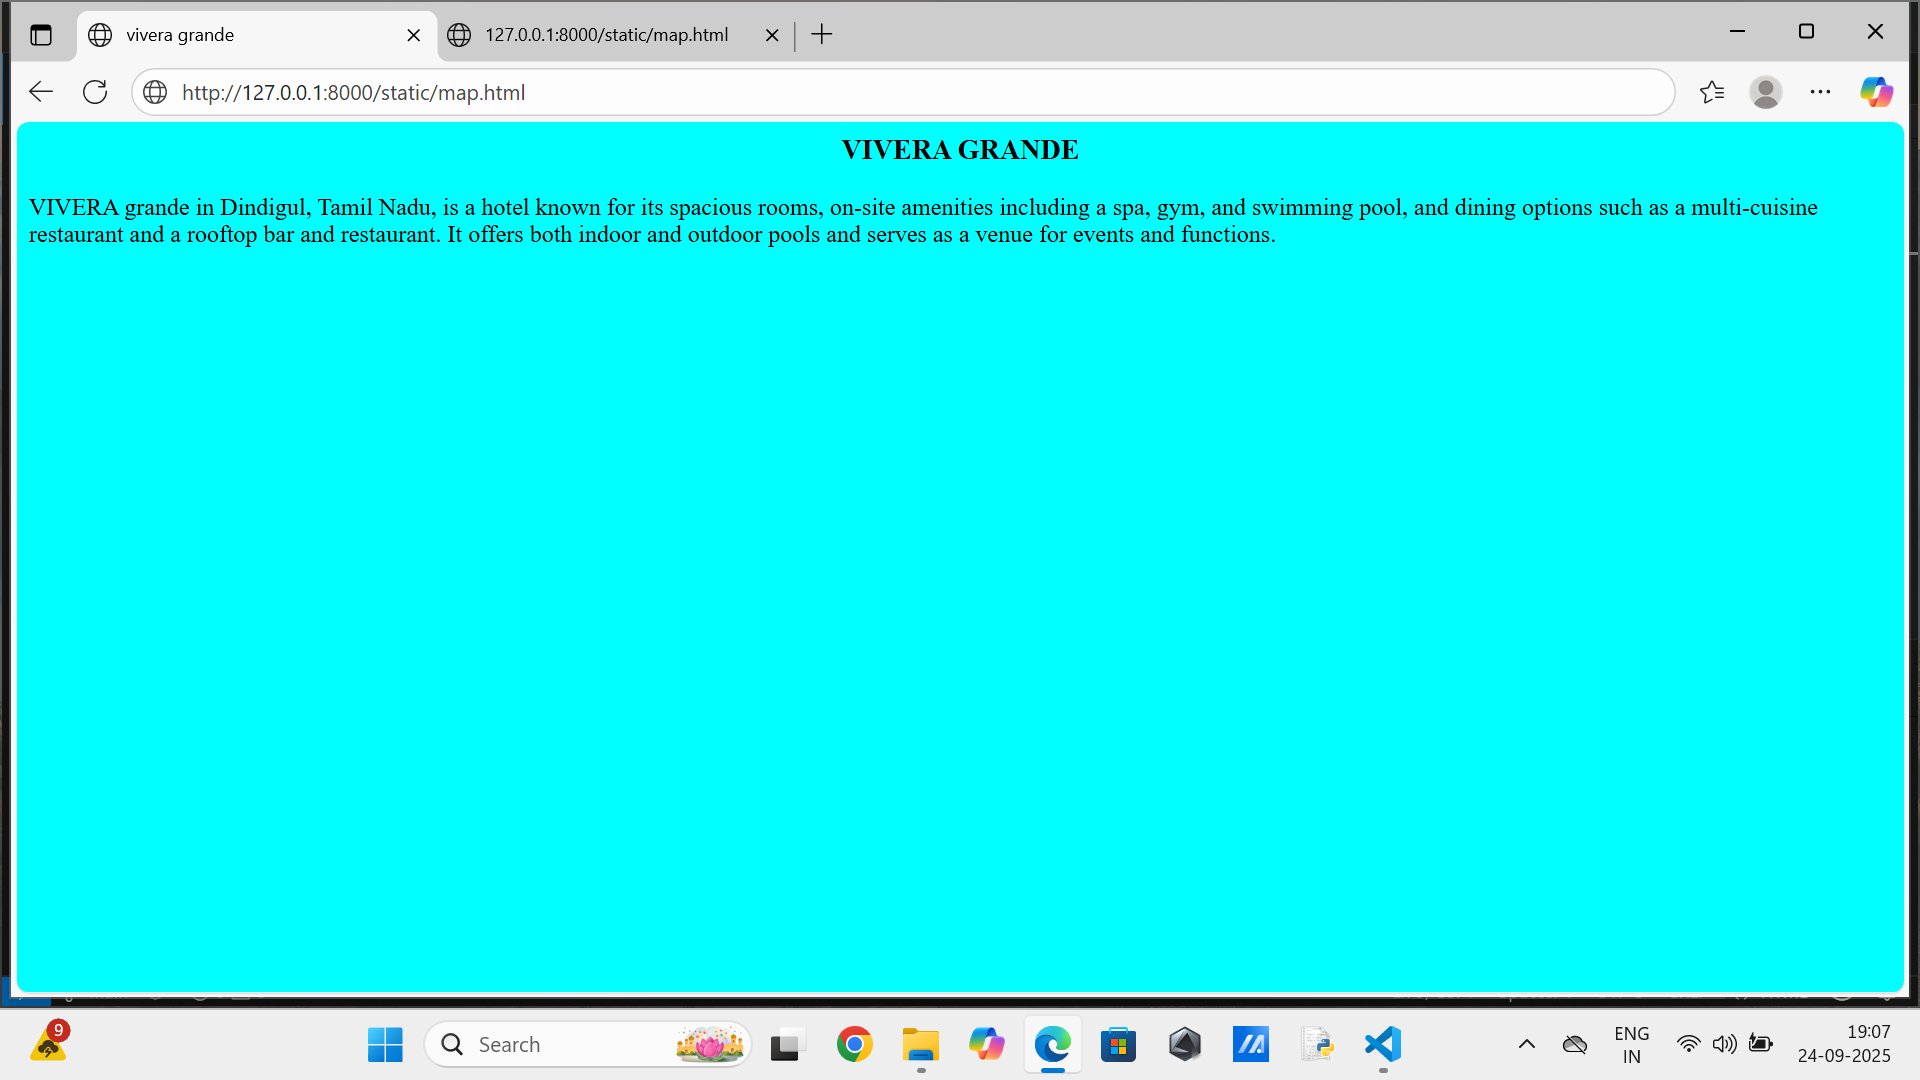 vivera grande
127.0.0.1:8000/static/map.html
http://127.0.0.1:8000/static/map.html
VIVERA GRANDE
VIVERA grande in Dindigul, Tamil Nadu, is a hotel known for its spacious rooms, on-site amenities including a spa, gym, and swimming pool, and dining options such as a multi-cuisine
restaurant and a rooftop bar and restaurant. It offers both indoor and outdoor pools and serves as a venue for events and functions.
9
Search
ENG
IN
19:07
24-09-2025